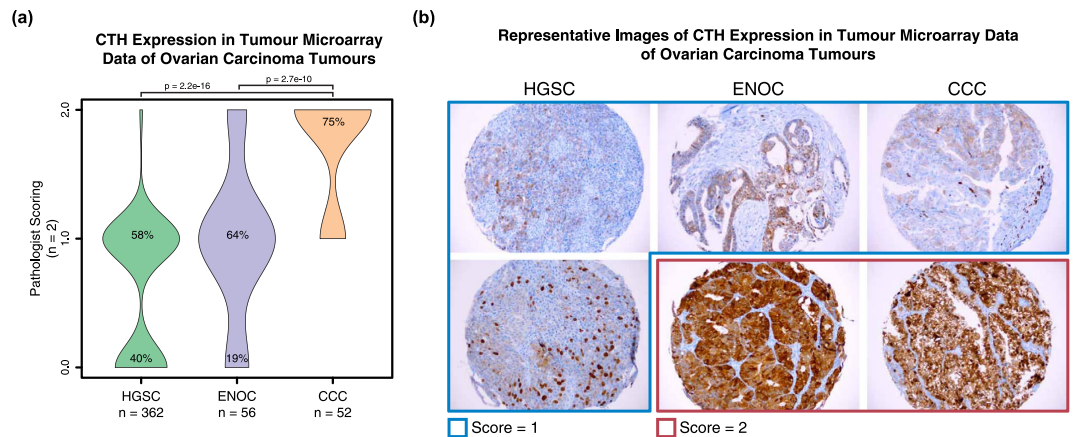 (a)
CTH Expression in Tumour Microarray
Data of Ovarian Carcinoma Tumours
p = 2.2e-16
p = 2.7e-10
Pathologist Scoring
(n = 2)
2.0
1.0
0.0
75%
58%
64%
40%
19%
HGSC
n = 362
ENOC
n = 56
CCC
n = 52
(b)
Representative Images of CTH Expression in Tumour Microarray Data
of Ovarian Carcinoma Tumours
HGSC
ENOC
CCC
Score = 1
Score = 2